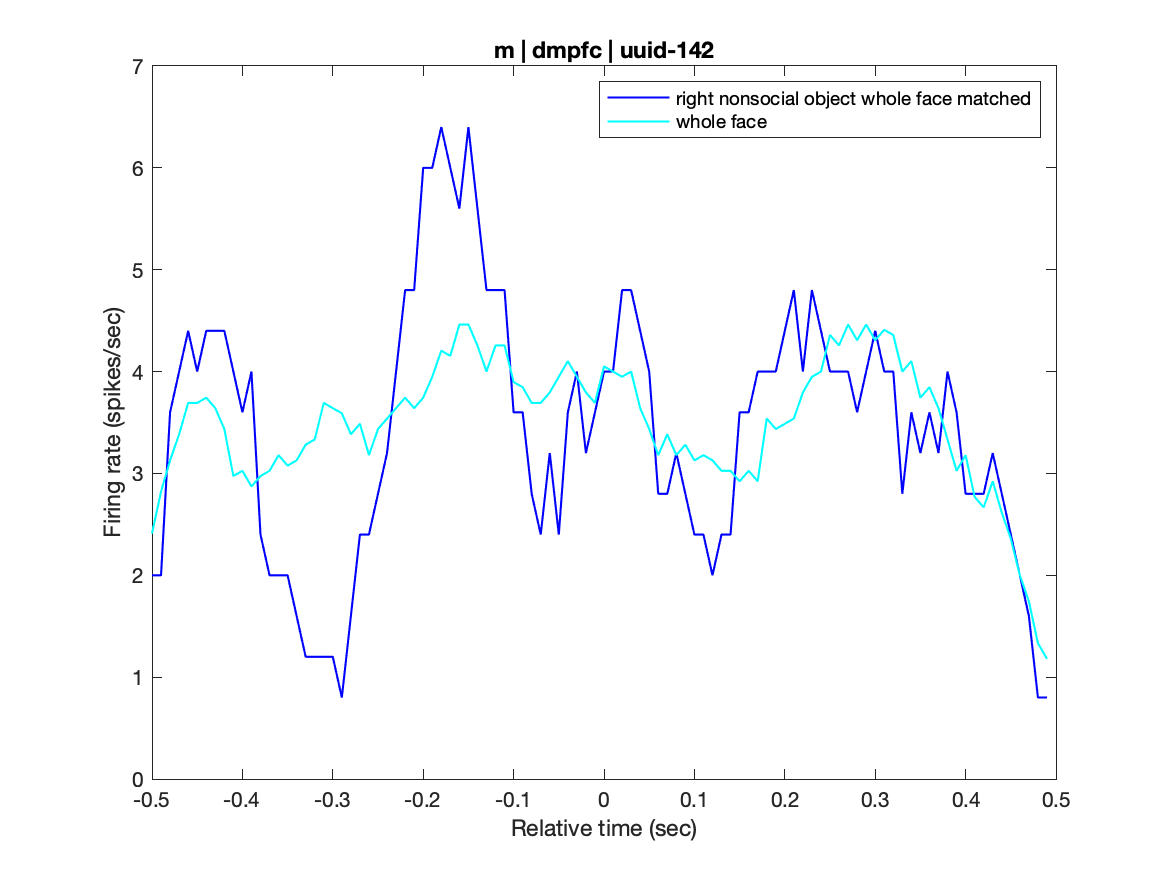 m | dmpfc | uuid-142
7
right nonsocial object whole face matched
whole face
6
5
4
3
2
1
0
Firing rate (spikes/sec)
-0.5 -0.4 -0.3 -0.2 -0.1 0 0.1 0.2 0.3 0.4 0.5
Relative time (sec)